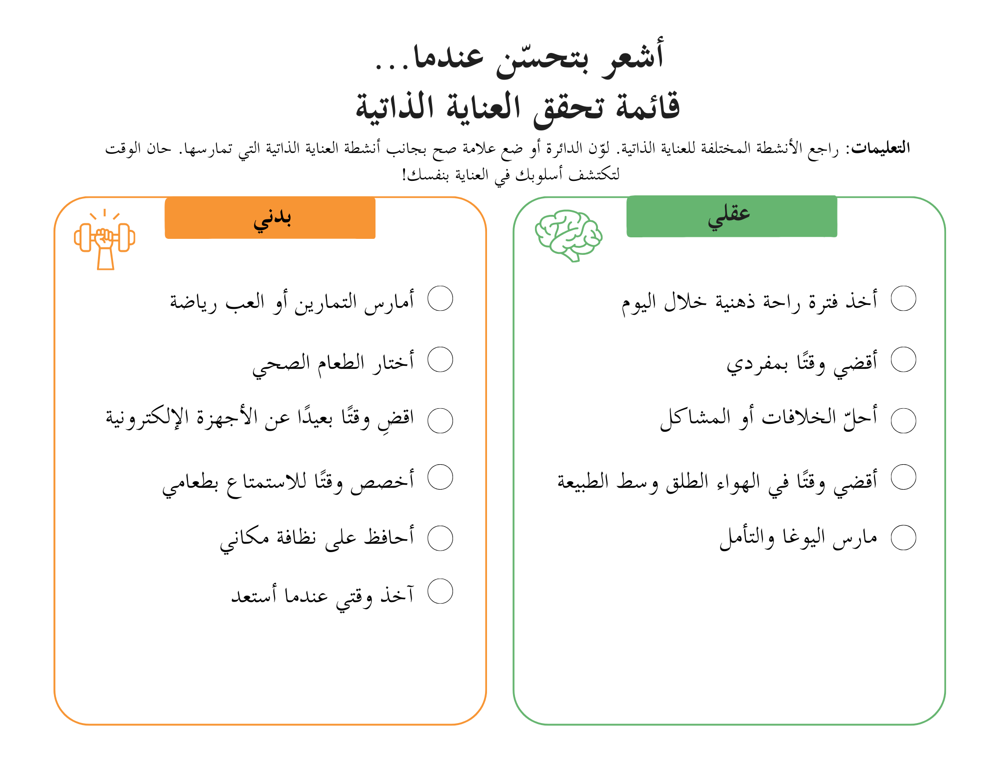 أشعر بتحسّن عندما...
قائمة تحقق العناية الذاتية
التعليمات: راجع الأنشطة المختلفة للعناية الذاتية. لوّن الدائرة أو ضع علامة صح بجانب أنشطة العناية الذاتية التي تمارسها. حان الوقت
لتكتشف أسلوبك في العناية بنفسك!
عقلي
أخذ فترة راحة ذهنية خلال اليوم
أقضي وقتًا بمفردي
أحلّ الخلافات أو المشاكل
أقضي وقتًا في الهواء الطلق وسط الطبيعة
مارس اليوغا والتأمل
بدني
أمارس التمارين أو العب رياضة
أختار الطعام الصحي
اقضِ وقتًا بعيدًا عن الأجهزة الإلكترونية
أخصص وقتًا للاستمتاع بطعامي
أحافظ على نظافة مكاني
آخذ وقتي عندما أستعد